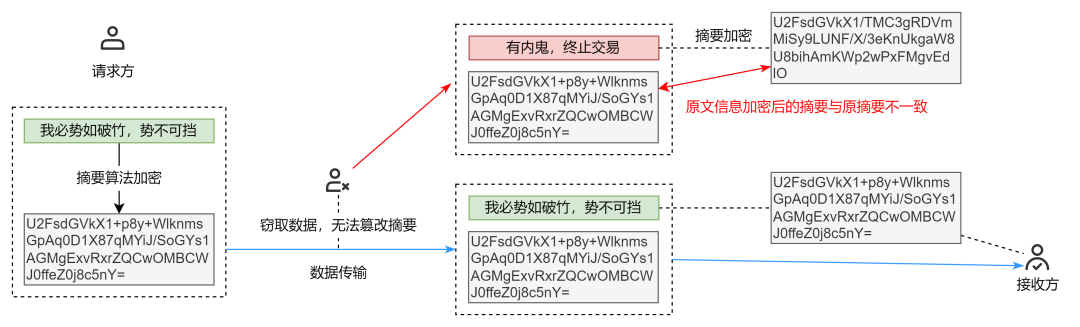 请求方
我必势如破竹，势不可挡
摘要算法加密
U2FsdGVkX1+p8y+Wlknms
GpAq0D1X87qMYiJ/SoGYs1
AGMgExvRxrZQCwOMBCW
J0ffeZ0j8c5nY=
窃取数据，无法篡改摘要
数据传输
有内鬼，终止交易
U2FsdGVkX1+p8y+Wlknms
GpAq0D1X87qMYiJ/SoGYs1
AGMgExvRxrZQCwOMBCW
J0ffeZ0j8c5nY=
摘要加密
U2FsdGVkX1/TMC3gRDVm
MiSy9LUNF/X/3eKnUkgaW8
U8bihAmKWp2wPxFMgvEd
IO
原文信息加密后的摘要与原摘要不一致
我必势如破竹，势不可挡
U2FsdGVkX1+p8y+Wlknms
GpAq0D1X87qMYiJ/SoGYs1
AGMgExvRxrZQCwOMBCW
J0ffeZ0j8c5nY=
U2FsdGVkX1+p8y+Wlknms
GpAq0D1X87qMYiJ/SoGYs1
AGMgExvRxrZQCwOMBCW
J0ffeZ0j8c5nY=
接收方